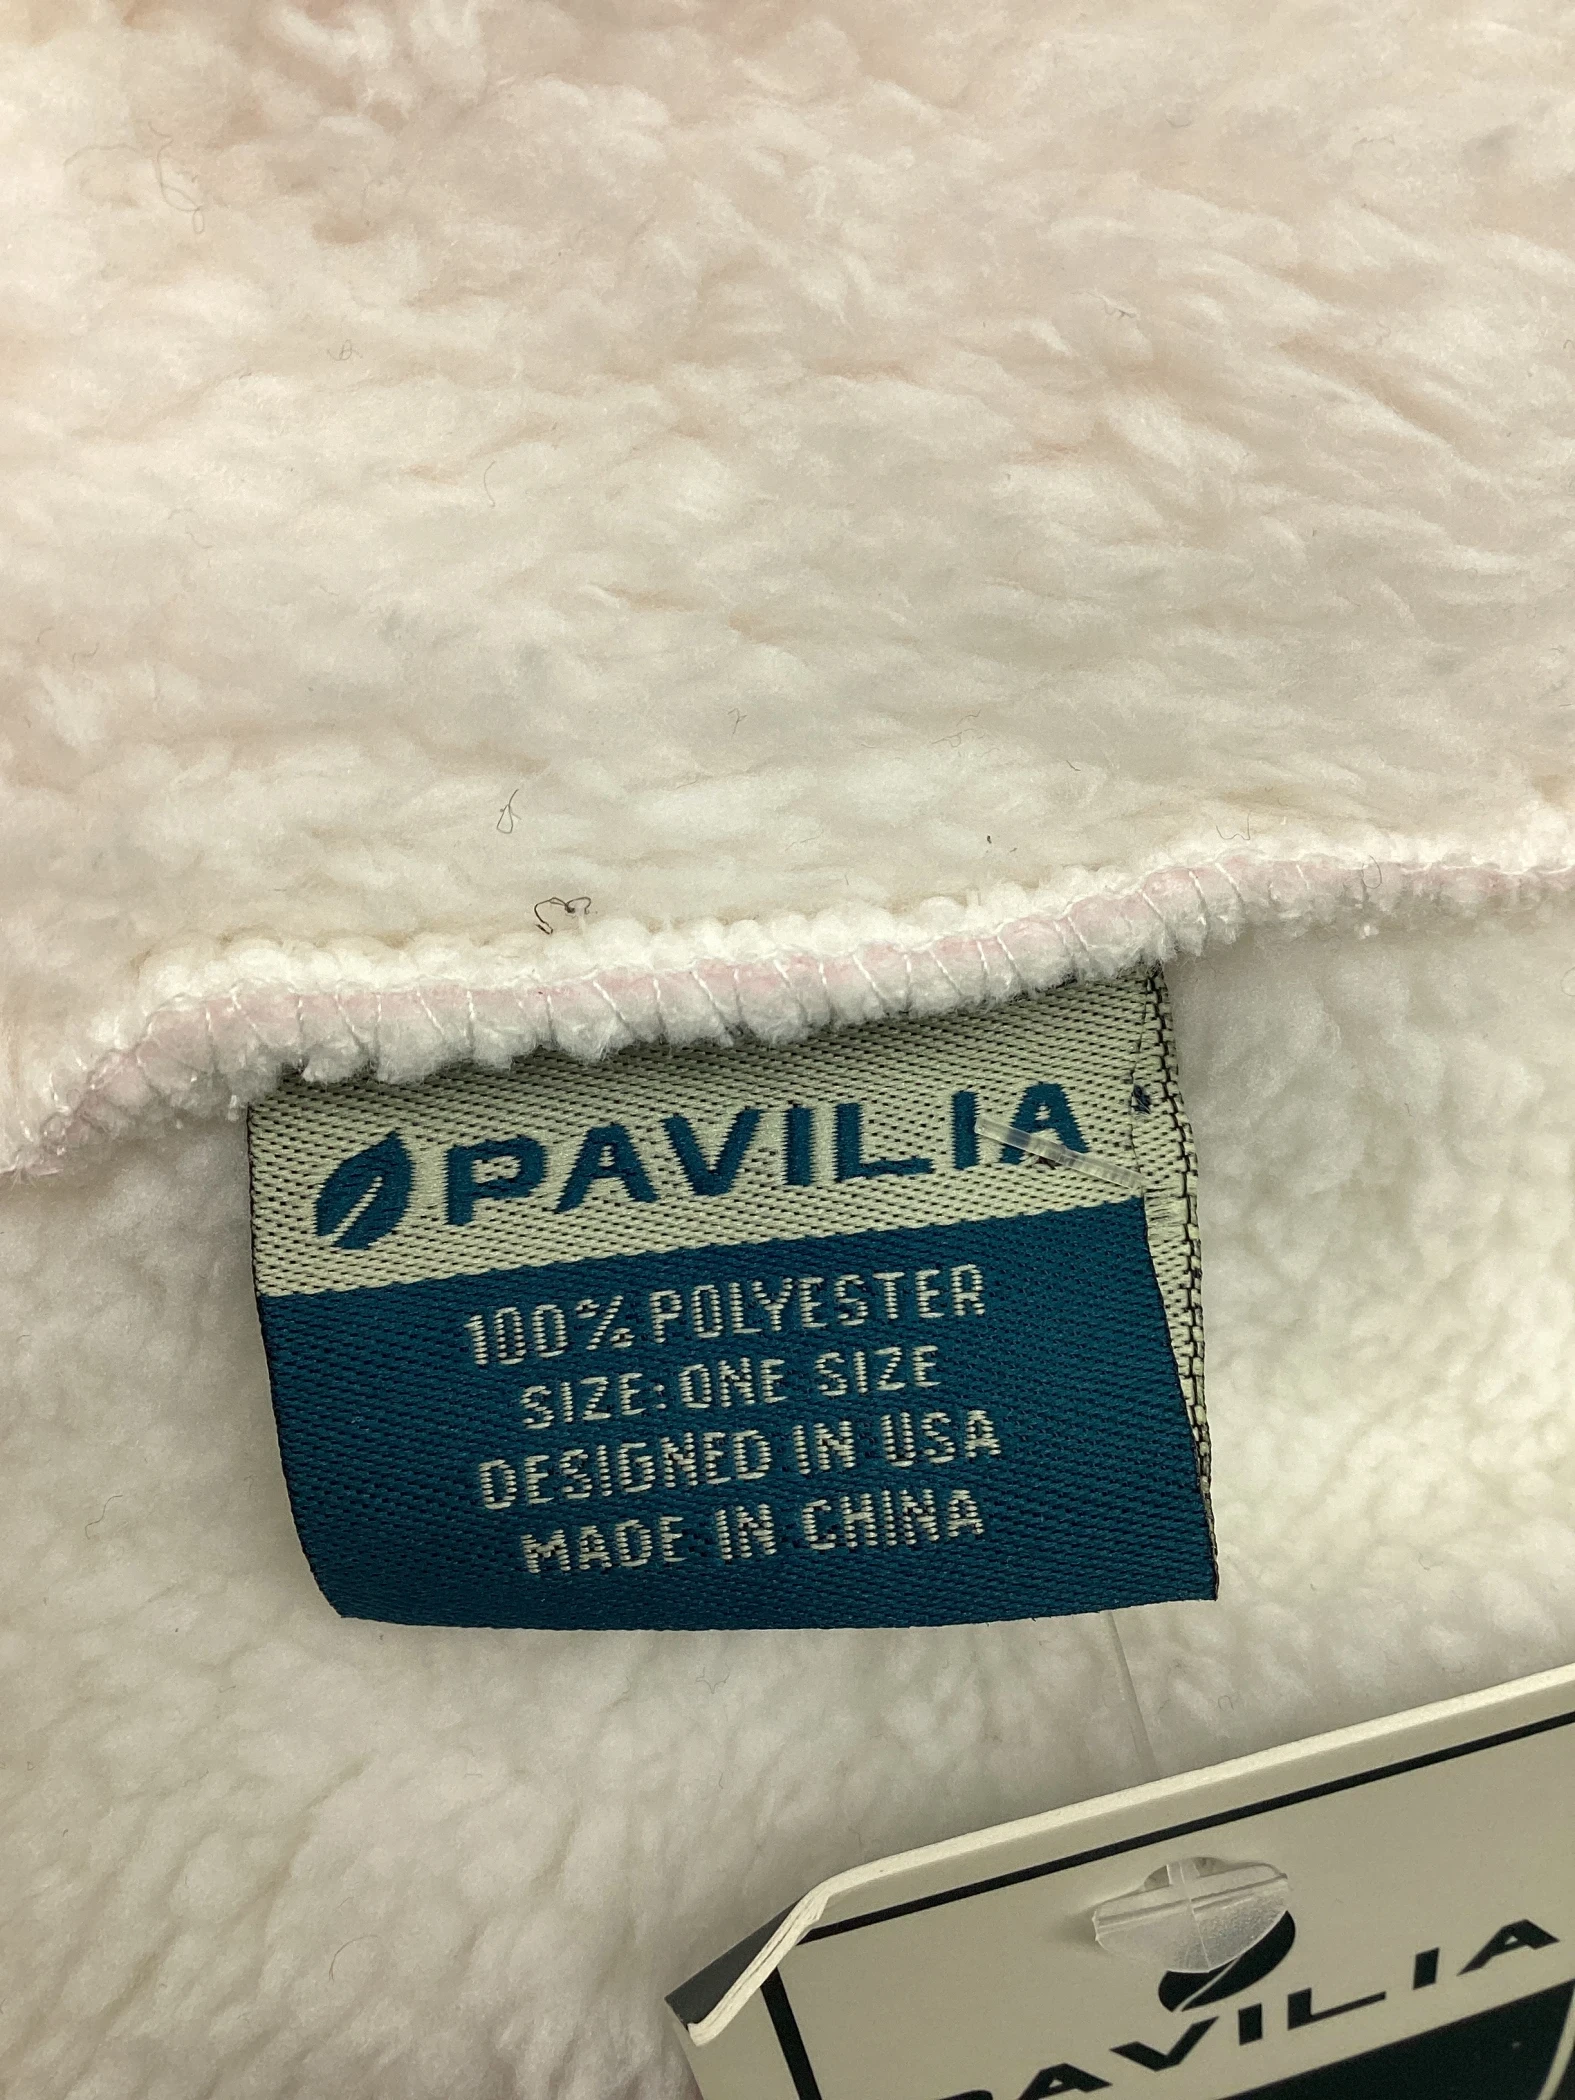 PAVILIA
100% POLYESTER
SIZE: ONE SIZE
DESIGNED IN USA
MADE IN CHINA
PAVILIA